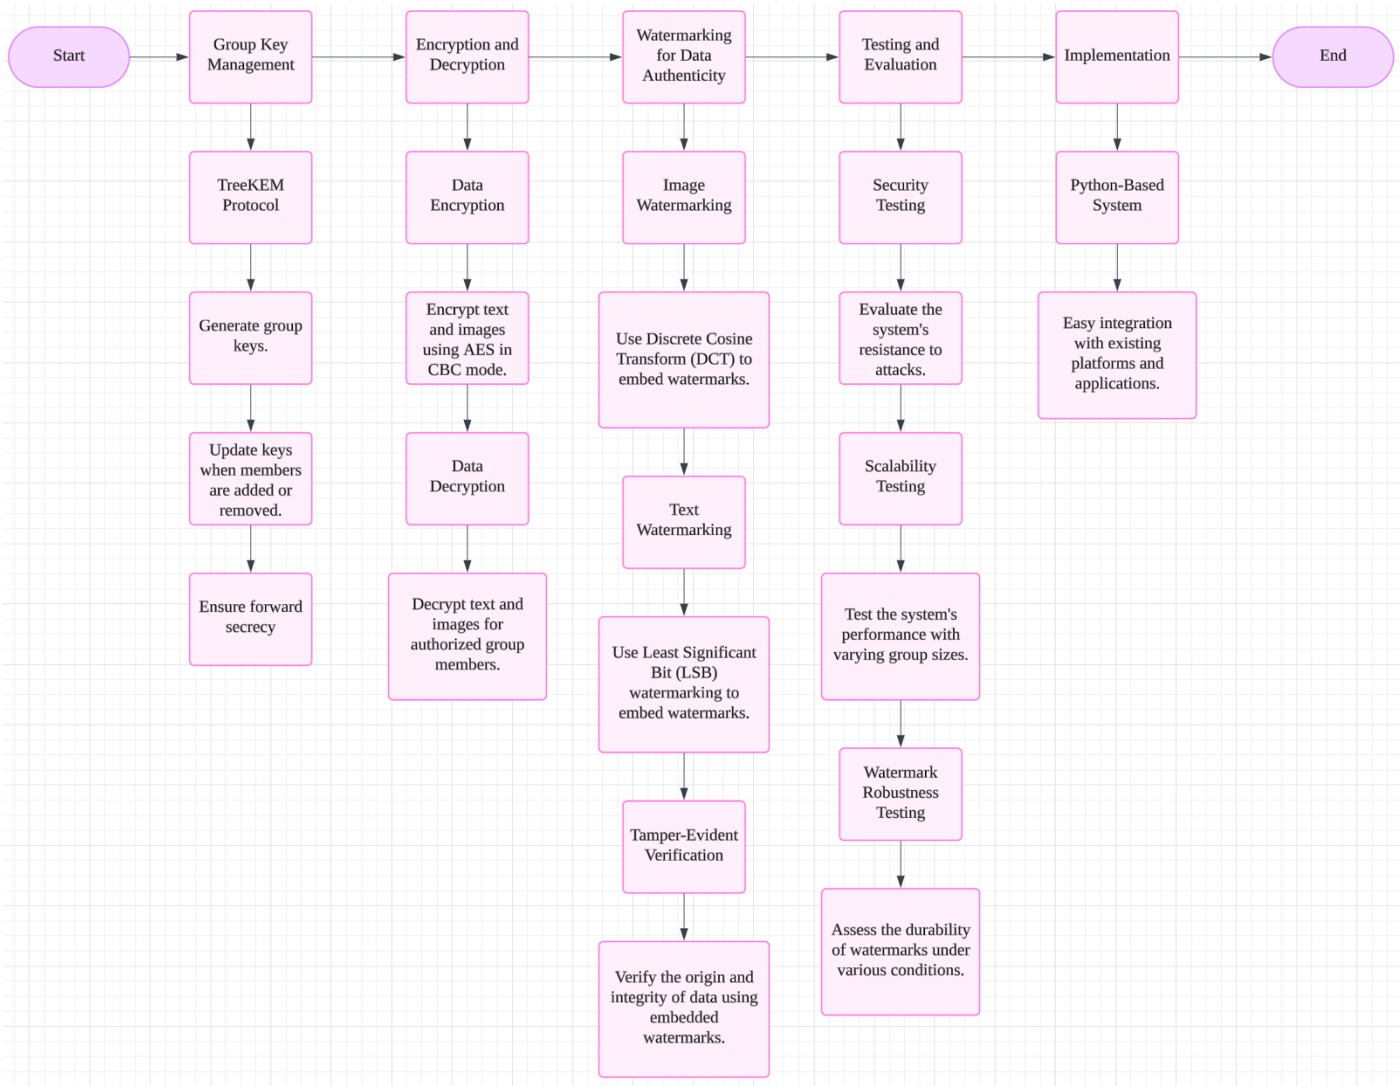 Start
Group Key
Management
Encryption and
Decryption
Watermarking
for Data
Authenticity
Testing and
Evaluation
Implementation
End
TreeKEM
Protocol
Generate group
keys.
Update keys
when members
are added or
removed.
Ensure forward
secrecy
Data
Encryption
Encrypt text
and images
using AES in
CBC mode.
Data
Decryption
Decrypt text and
images for
authorized group
members.
Image
Watermarking
Use Discrete Cosine
Transform (DCT) to
embed watermarks.
Text
Watermarking
Use Least Significant
Bit (LSB)
watermarking to
embed watermarks.
Tamper-Evident
Verification
Verify the origin and
integrity of data using
embedded
watermarks.
Security
Testing
Evaluate the
system's
resistance to
attacks.
Scalability
Testing
Test the system's
performance with
varying group sizes.
Watermark
Robustness
Testing
Assess the durability
of watermarks under
various conditions.
Python-Based
System
Easy integration
with existing
platforms and
applications.